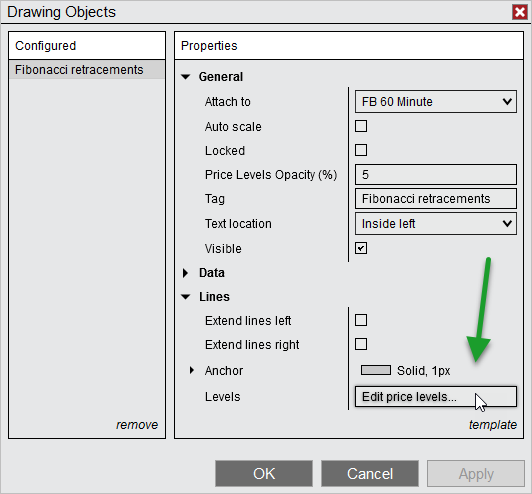 Drawing Objects
Configured
Fibonacci retracements
remove
Properties
General
Attach to FB 60 Minute
Auto scale
Locked
Price Levels Opacity (%) 5
Tag Fibonacci retracements
Text location Inside left
Visible
Data
Lines
Extend lines left
Extend lines right
Anchor Solid, 1px
Levels Edit price levels...
template
OK Cancel Apply